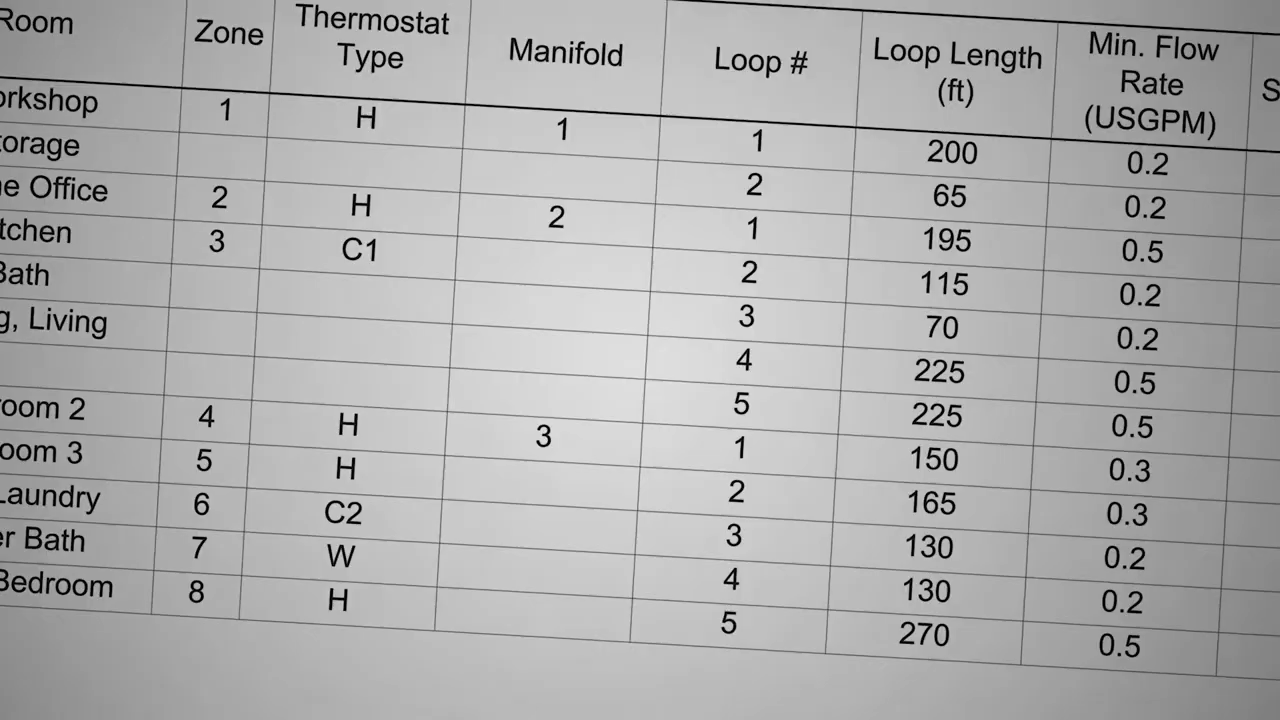 Room Zone Thermostat Type Manifold Loop # Loop Length (ft) Min. Flow Rate (USGPM) S
orkshop 1 H 1 1 200 0.2
torage 2 65 0.2
e Office 2 H 2 1 195 0.5
tchen 3 C1 2 115 0.2
Bath 3 70 0.2
g, Living 4 225 0.5
5 225 0.5
room 2 4 H 3 1 150 0.3
oom 3 5 H 2 165 0.3
Laundry 6 C2 3 130 0.2
er Bath 7 W 4 130 0.2
Bedroom 8 H 5 270 0.5